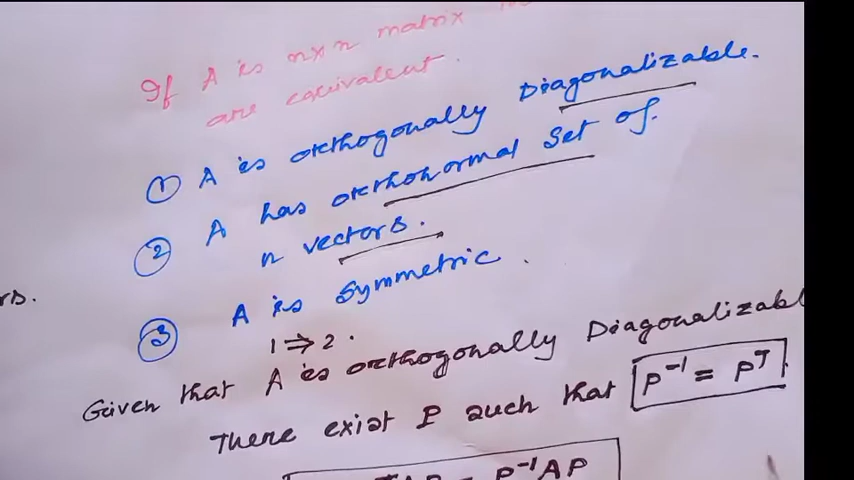 If A is n×n matrix
are equivalent.
① A is orthogonally Diagonalizable.
② A has orthonormal Set of
n vectors.
③ A is Symmetric.
rs.
1 ⇒ 2.
Given that A is orthogonally Diagonalizabl
There exist P such that P⁻¹ = Pᵀ
AP = P⁻¹AP